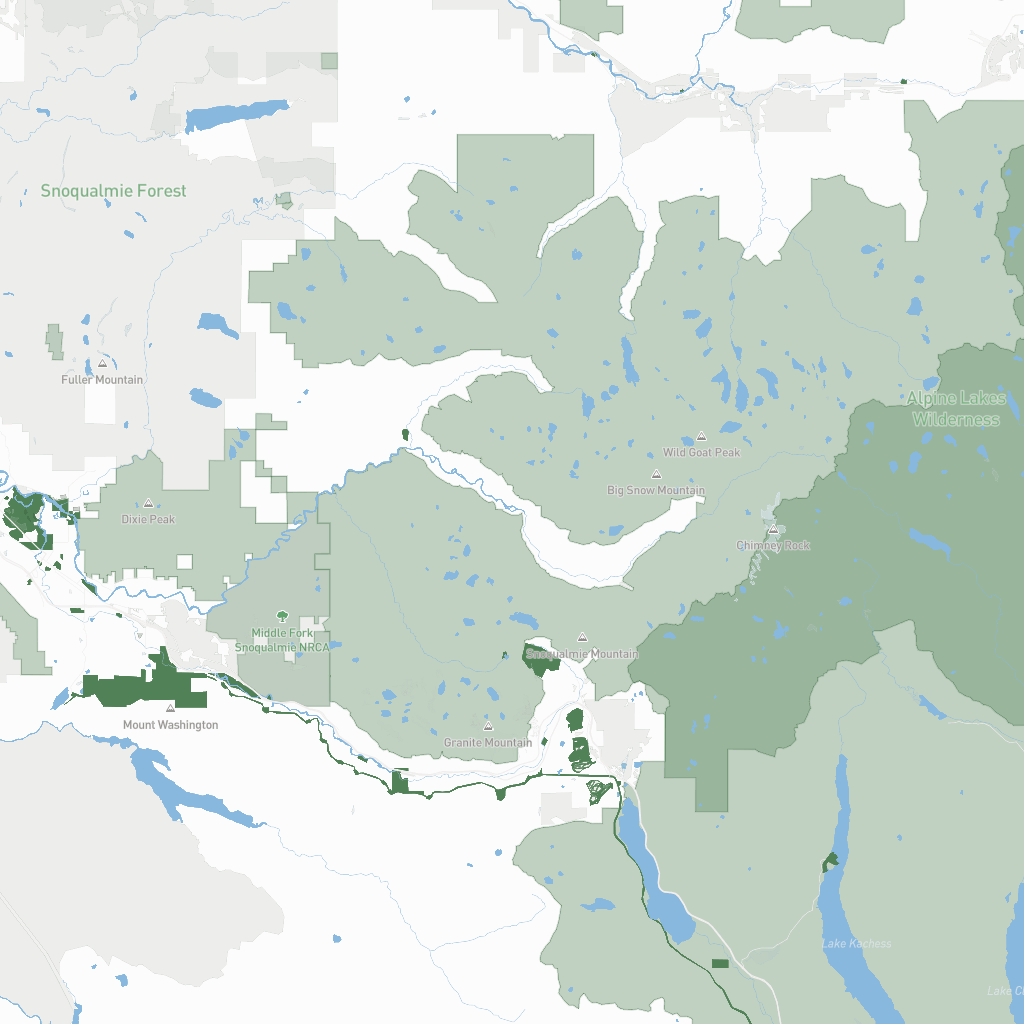 Snoqualmie Forest
Fuller Mountain
Alpine Lakes
Wilderness
Wild Goat Peak
Big Snow Mountain
Dixie Peak
Chimney Rock
Middle Fork
Snoqualmie NRCA
Snoqualmie Mountain
Mount Washington
Granite Mountain
Lake Kachess
Lake Cl